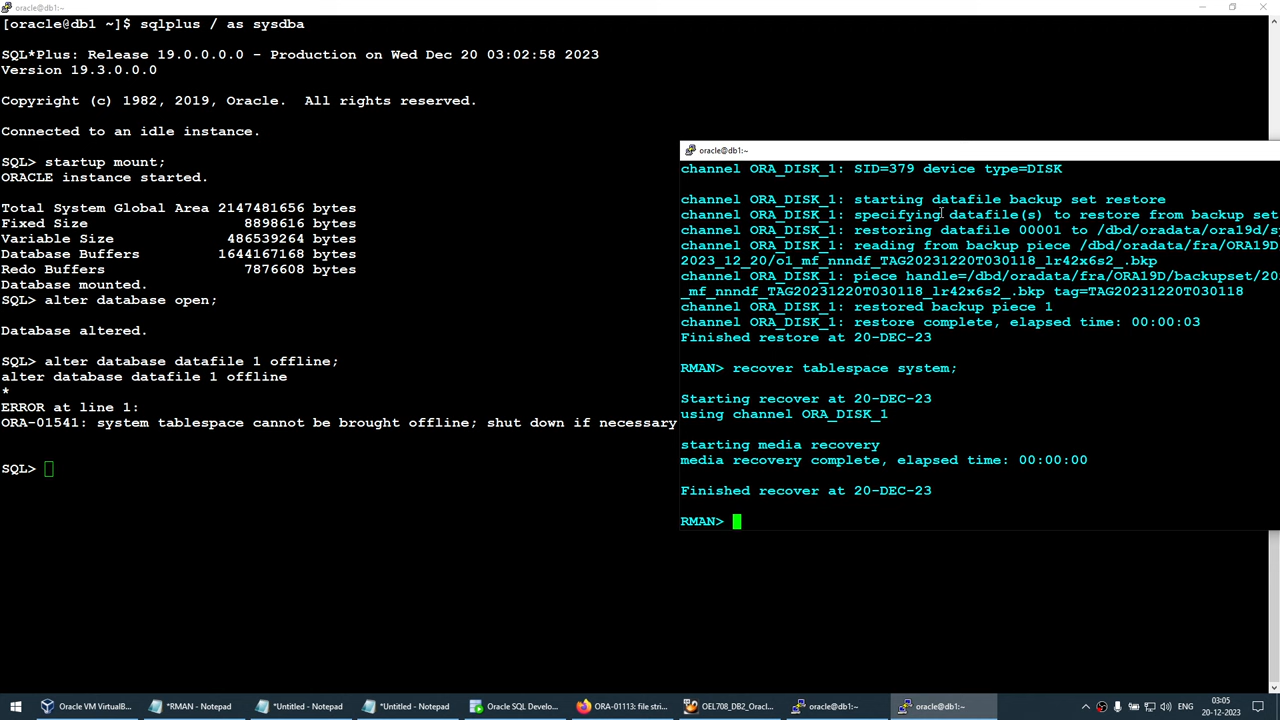 oracle@db1:~
[oracle@db1 ~]$ sqlplus / as sysdba
SQL*Plus: Release 19.0.0.0.0 - Production on Wed Dec 20 03:02:58 2023
Version 19.3.0.0.0
Copyright (c) 1982, 2019, Oracle.  All rights reserved.
Connected to an idle instance.
SQL> startup mount;
ORACLE instance started.
Total System Global Area 2147481656 bytes
Fixed Size                  8898616 bytes
Variable Size             486539264 bytes
Database Buffers         1644167168 bytes
Redo Buffers                7876608 bytes
Database mounted.
SQL> alter database open;
Database altered.
SQL> alter database datafile 1 offline;
alter database datafile 1 offline
*
ERROR at line 1:
ORA-01541: system tablespace cannot be brought offline; shut down if necessary
SQL>
oracle@db1:~
channel ORA_DISK_1: SID=379 device type=DISK
channel ORA_DISK_1: starting datafile backup set restore
channel ORA_DISK_1: specifying datafile(s) to restore from backup set
channel ORA_DISK_1: restoring datafile 00001 to /dbd/oradata/ora19d/sy
channel ORA_DISK_1: reading from backup piece /dbd/oradata/fra/ORA19D
2023_12_20/o1_mf_nnndf_TAG20231220T030118_lr42x6s2_.bkp
channel ORA_DISK_1: piece handle=/dbd/oradata/fra/ORA19D/backupset/20
_mf_nnndf_TAG20231220T030118_lr42x6s2_.bkp tag=TAG20231220T030118
channel ORA_DISK_1: restored backup piece 1
channel ORA_DISK_1: restore complete, elapsed time: 00:00:03
Finished restore at 20-DEC-23
RMAN> recover tablespace system;
Starting recover at 20-DEC-23
using channel ORA_DISK_1
starting media recovery
media recovery complete, elapsed time: 00:00:00
Finished recover at 20-DEC-23
RMAN>
Oracle VM VirtualB... *RMAN - Notepad *Untitled - Notepad *Untitled - Notepad Oracle SQL Develo... ORA-01113: file stri... OEL708_DB2_Oracl... oracle@db1:~ oracle@db1:~ ENG 03:05
20-12-2023